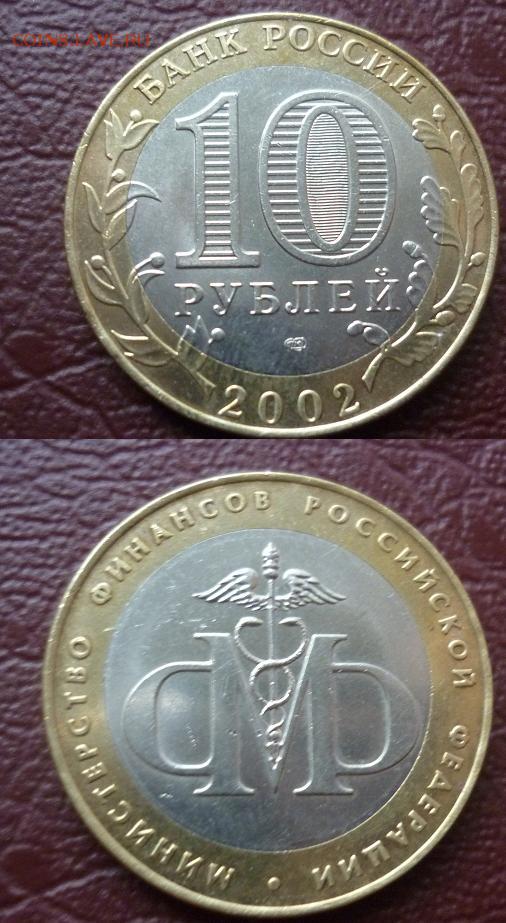 COINS.LAVE.RU
БАНК РОССИИ
10
РУБЛЕЙ
2002
МИНИСТЕРСТВО ФИНАНСОВ РОССИЙСКОЙ ФЕДЕРАЦИИ •
МФ